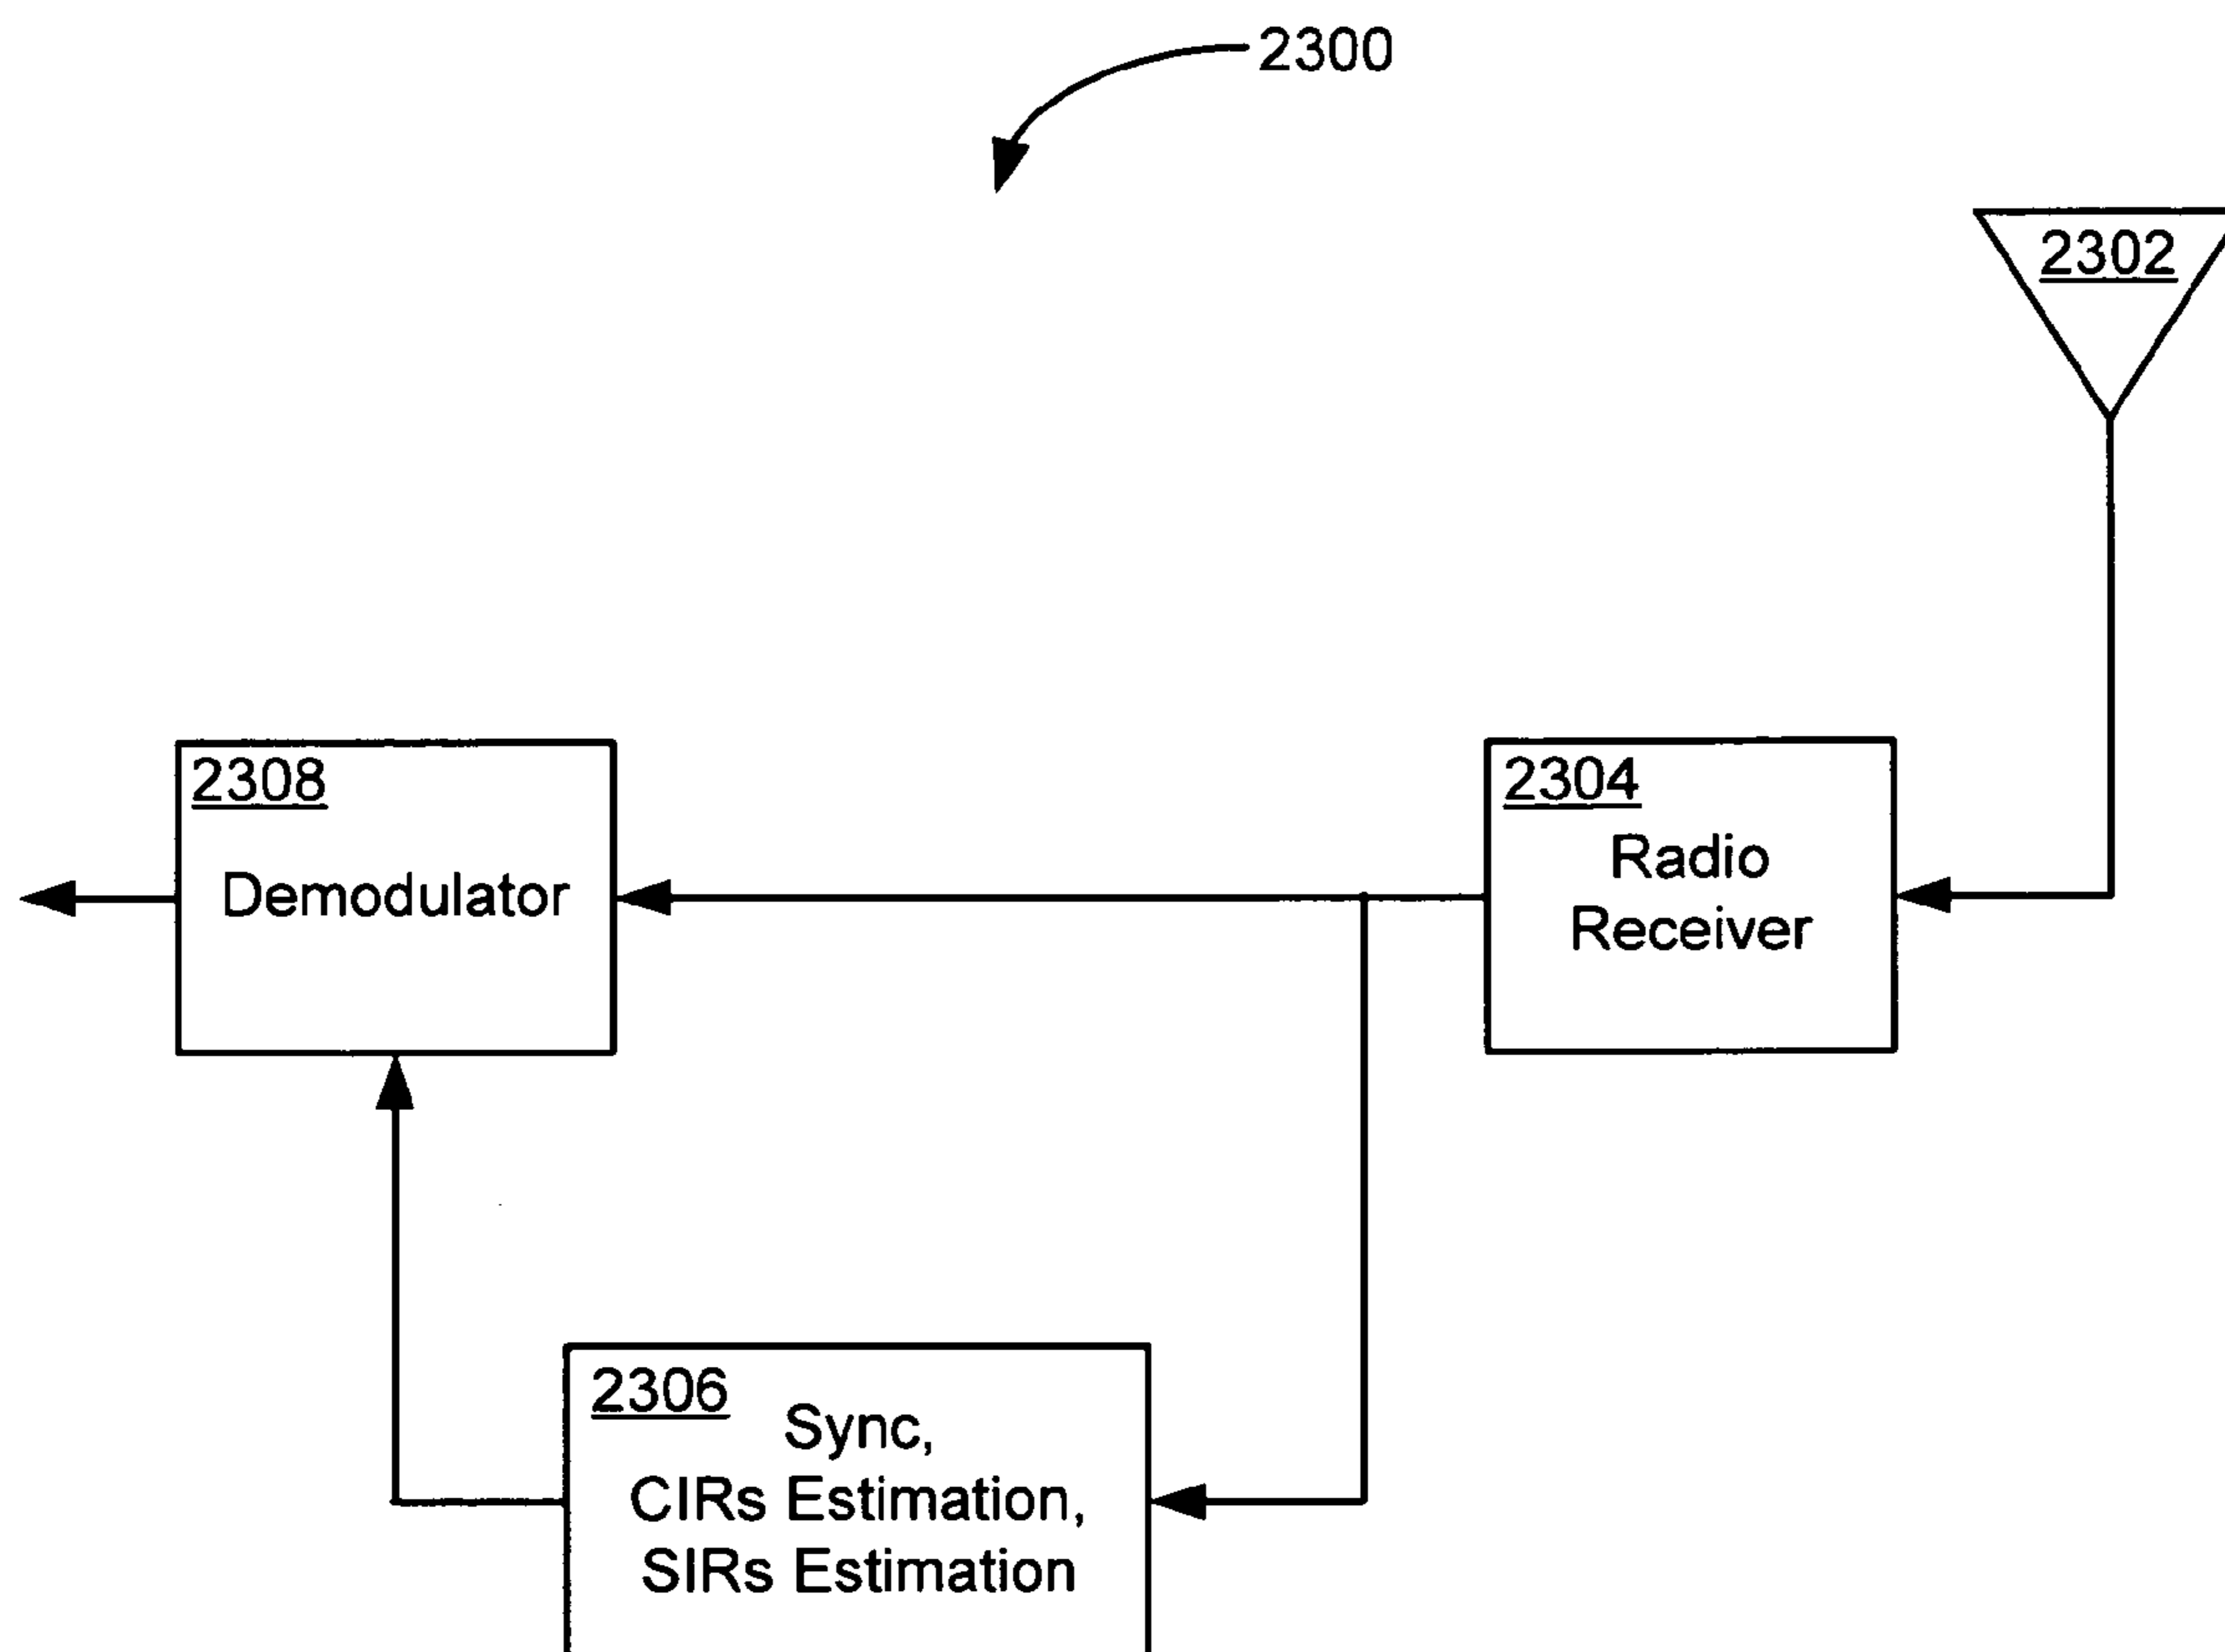 2300
2302
2308
Demodulator
2304
Radio
Receiver
2306
Sync,
CIRs Estimation,
SIRs Estimation